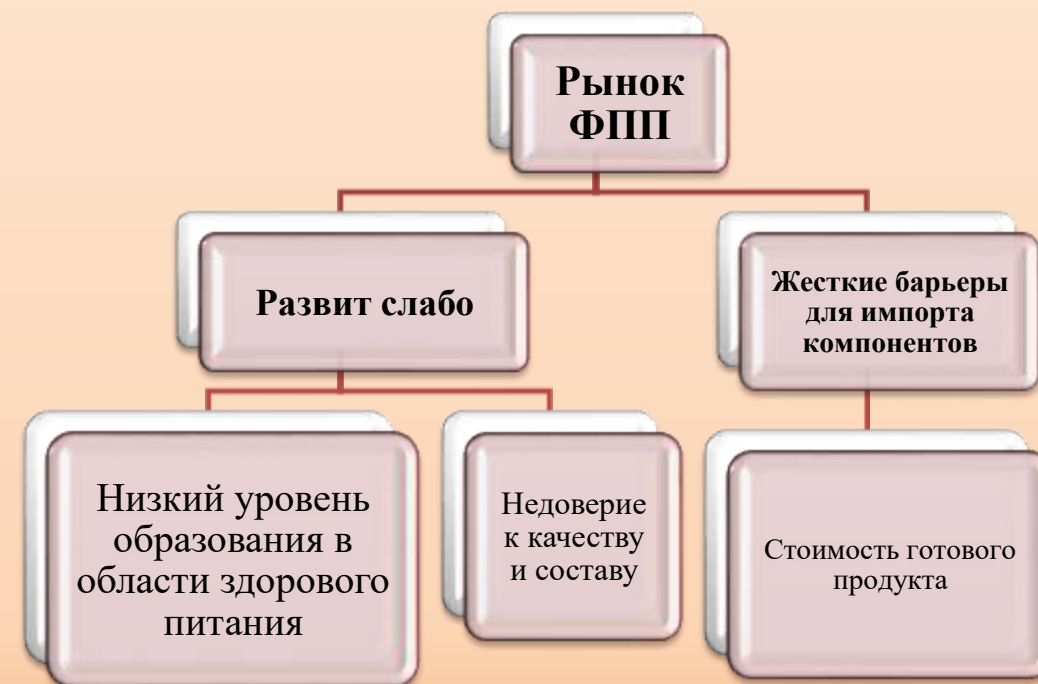 Рынок
ФПП
Развит слабо
Жесткие барьеры
для импорта
компонентов
Низкий уровень
образования в
области здорового
питания
Недоверие
к качеству
и составу
Стоимость готового
продукта